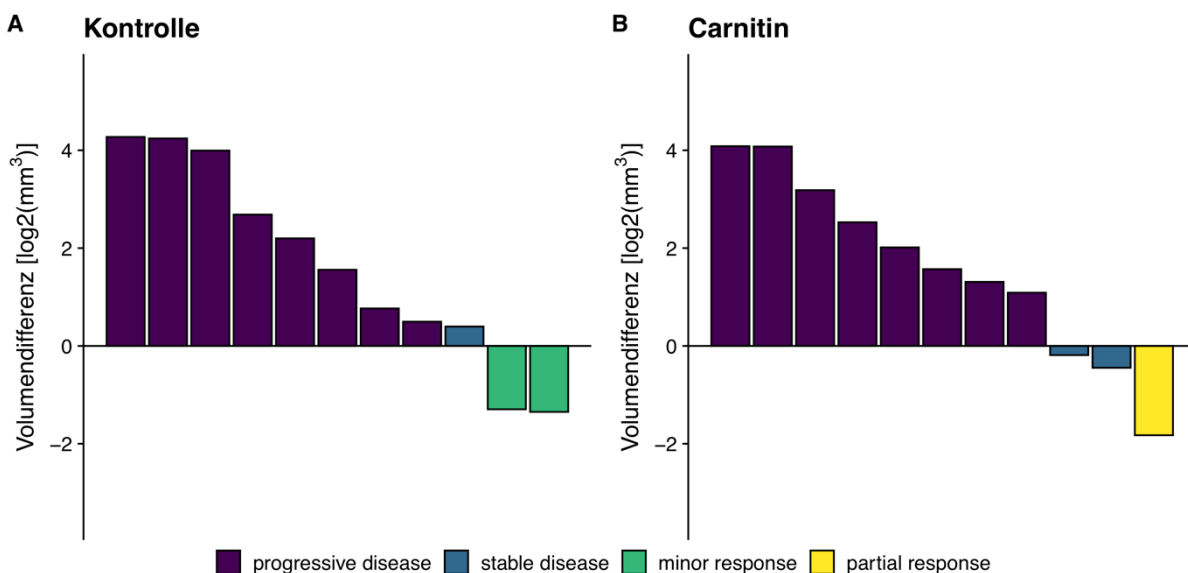 A Kontrolle
Volumendifferenz [log2(mm³)]
4
2
0
−2
B Carnitin
Volumendifferenz [log2(mm³)]
4
2
0
−2
progressive disease stable disease minor response partial response